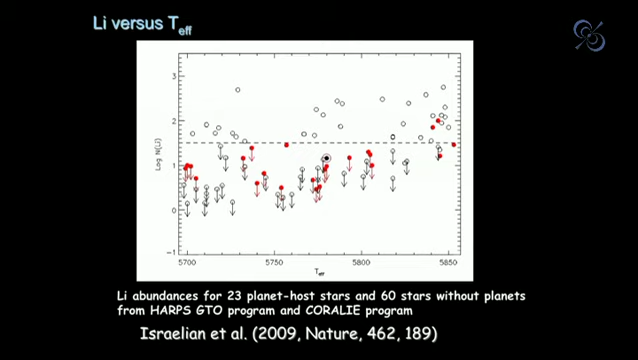 Li versus Teff
3
2
1
0
−1
Log N(Li)
5700
5750
5800
5850
Teff
Li abundances for 23 planet-host stars and 60 stars without planets
from HARPS GTO program and CORALIE program
Israelian et al. (2009, Nature, 462, 189)